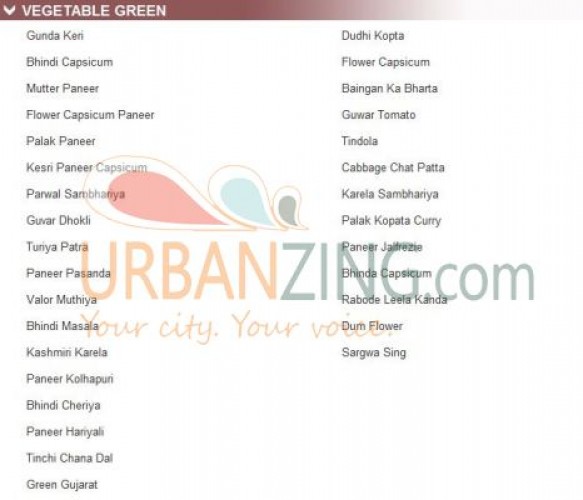 VEGETABLE GREEN
Gunda Keri
Bhindi Capsicum
Mutter Paneer
Flower Capsicum Paneer
Palak Paneer
Kesri Paneer Capsicum
Parwal Sambhariya
Guvar Dhokli
Turiya Patra
Paneer Pasanda
Valor Muthiya
Bhindi Masala
Kashmiri Karela
Paneer Kolhapuri
Bhindi Cheriya
Paneer Hariyali
Tinchi Chana Dal
Green Gujarat
Dudhi Kopta
Flower Capsicum
Baingan Ka Bharta
Guwar Tomato
Tindola
Cabbage Chat Patta
Karela Sambhariya
Palak Kopata Curry
Paneer Jalfrezie
Bhinda Capsicum
Rabode Leela Kanda
Dum Flower
Sargwa Sing
URBANZING.com
Your city. Your voice.